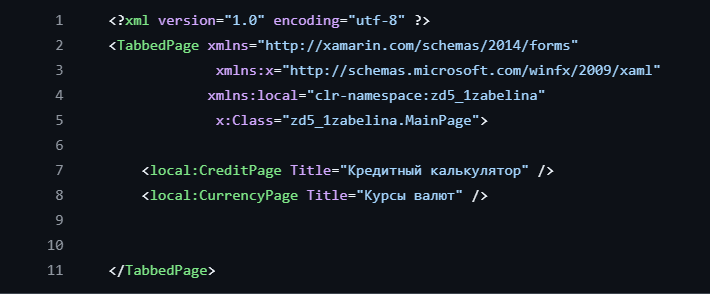 1 <?xml version="1.0" encoding="utf-8" ?>
2 <TabbedPage xmlns="http://xamarin.com/schemas/2014/forms"
3 xmlns:x="http://schemas.microsoft.com/winfx/2009/xaml"
4 xmlns:local="clr-namespace:zd5_1zabelina"
5 x:Class="zd5_1zabelina.MainPage">
6
7 <local:CreditPage Title="Кредитный калькулятор" />
8 <local:CurrencyPage Title="Курсы валют" />
9
10
11 </TabbedPage>